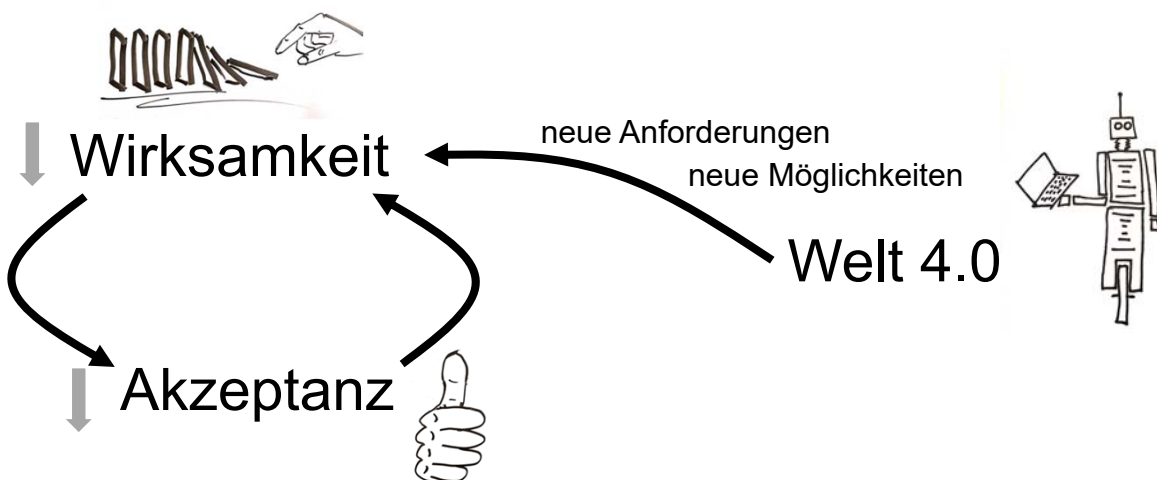 neue Anforderungen
Wirksamkeit
neue Möglichkeiten
Welt 4.0
Akzeptanz